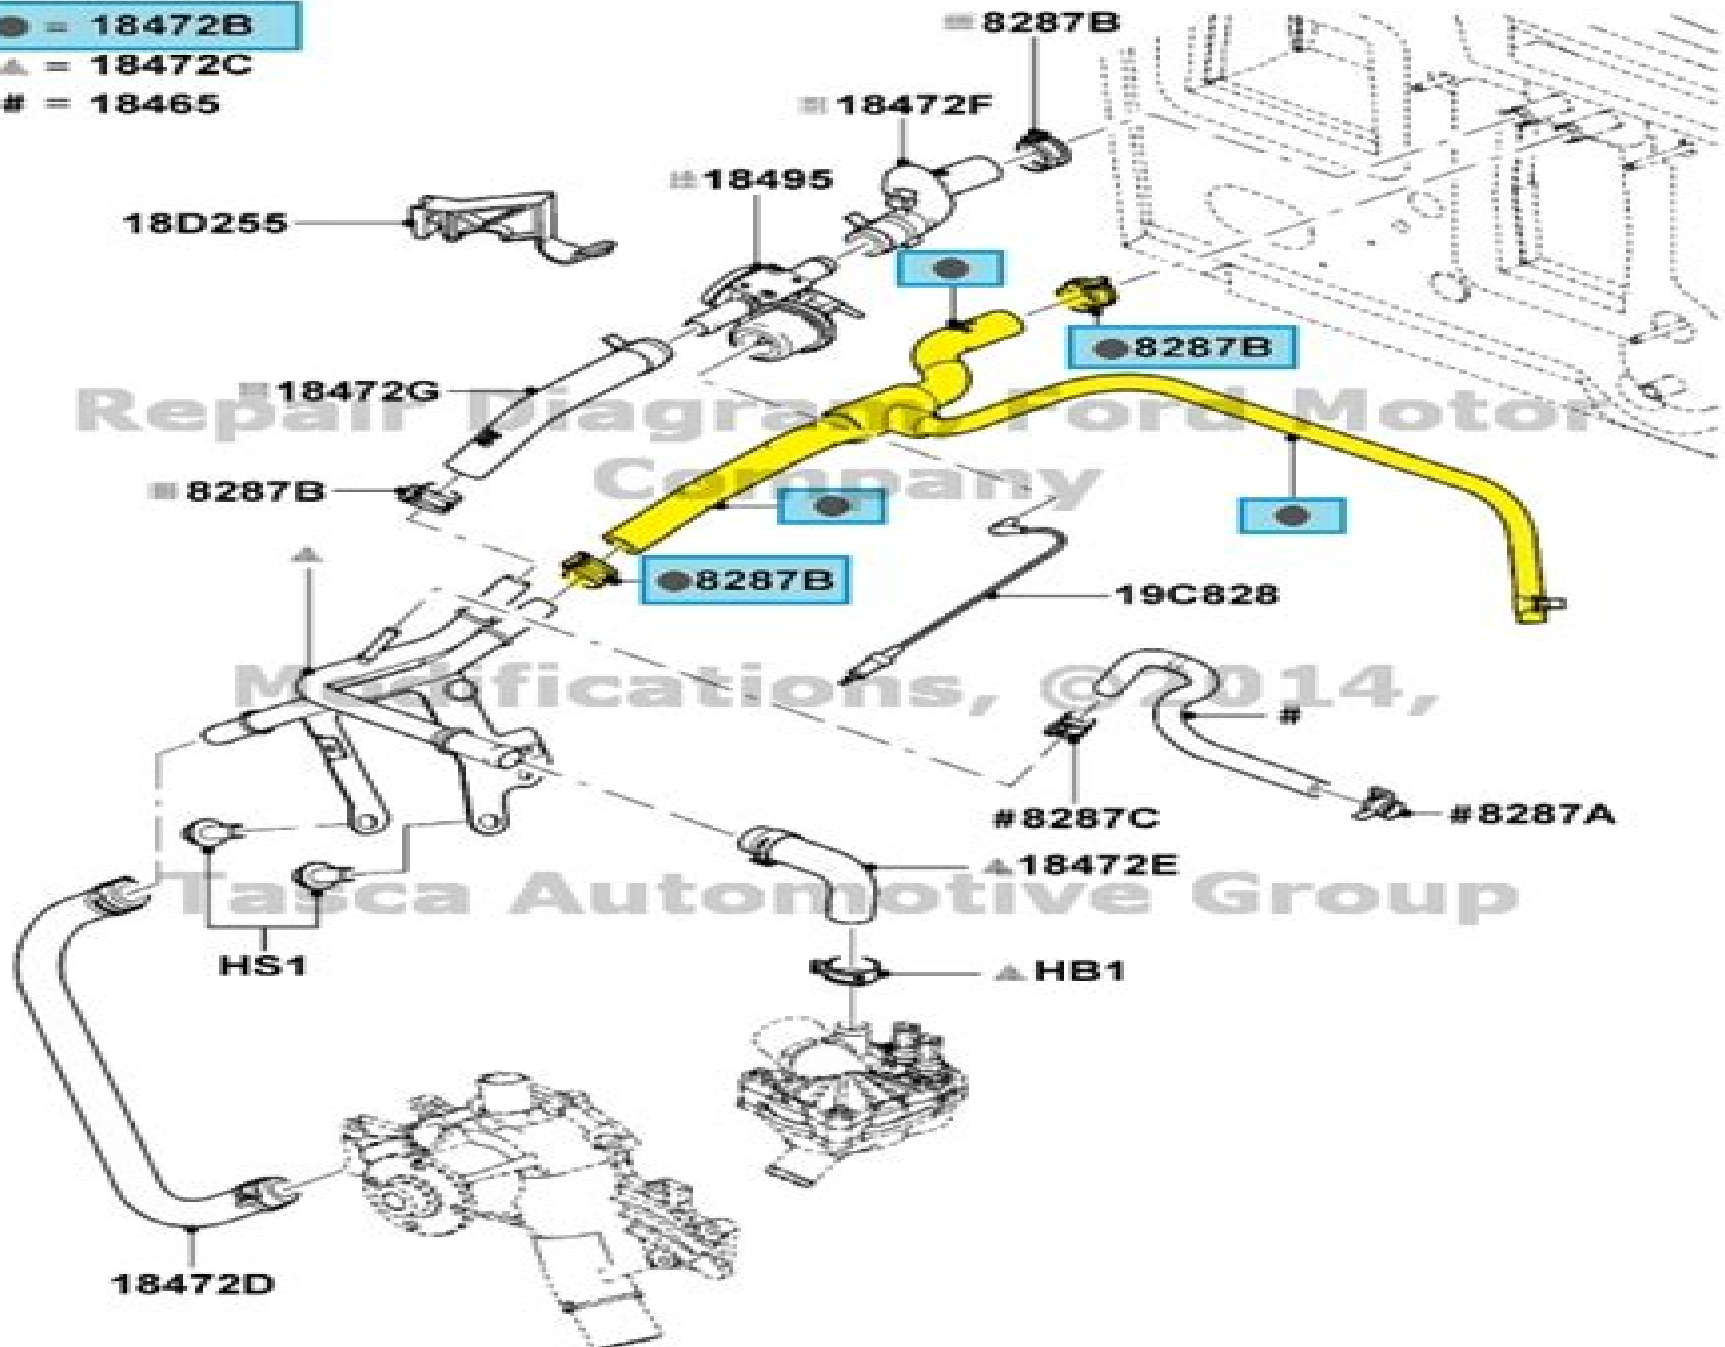 ● = 18472B
▲ = 18472C
# = 18465
8287B
18472F
18495
18D255
●
●8287B
18472G
Repair Diagram, Ford Motor
Company
8287B
●
●
▲
●8287B
19C828
Modifications, ©2014,
#
#8287C
#8287A
▲18472E
Tasca Automotive Group
HS1
▲HB1
18472D